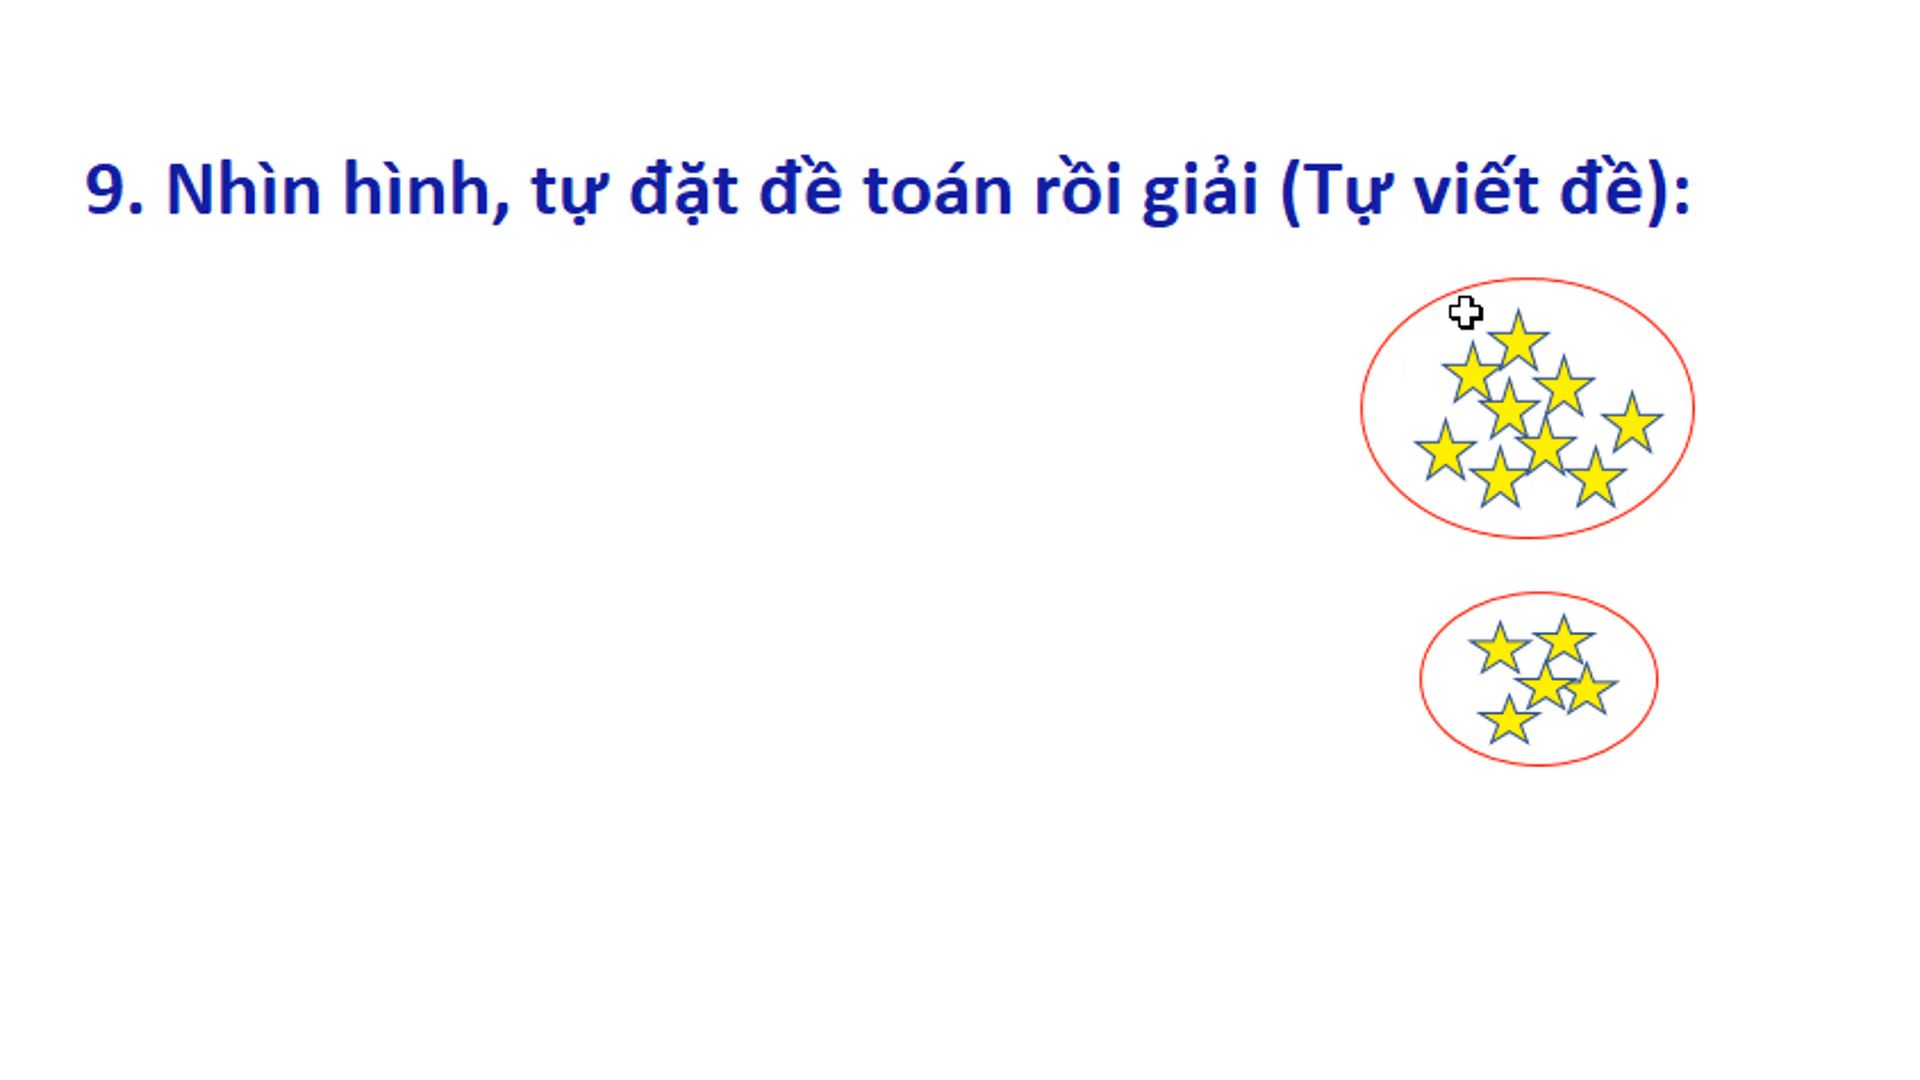 9. Nhìn hình, tự đặt đề toán rồi giải (Tự viết đề):